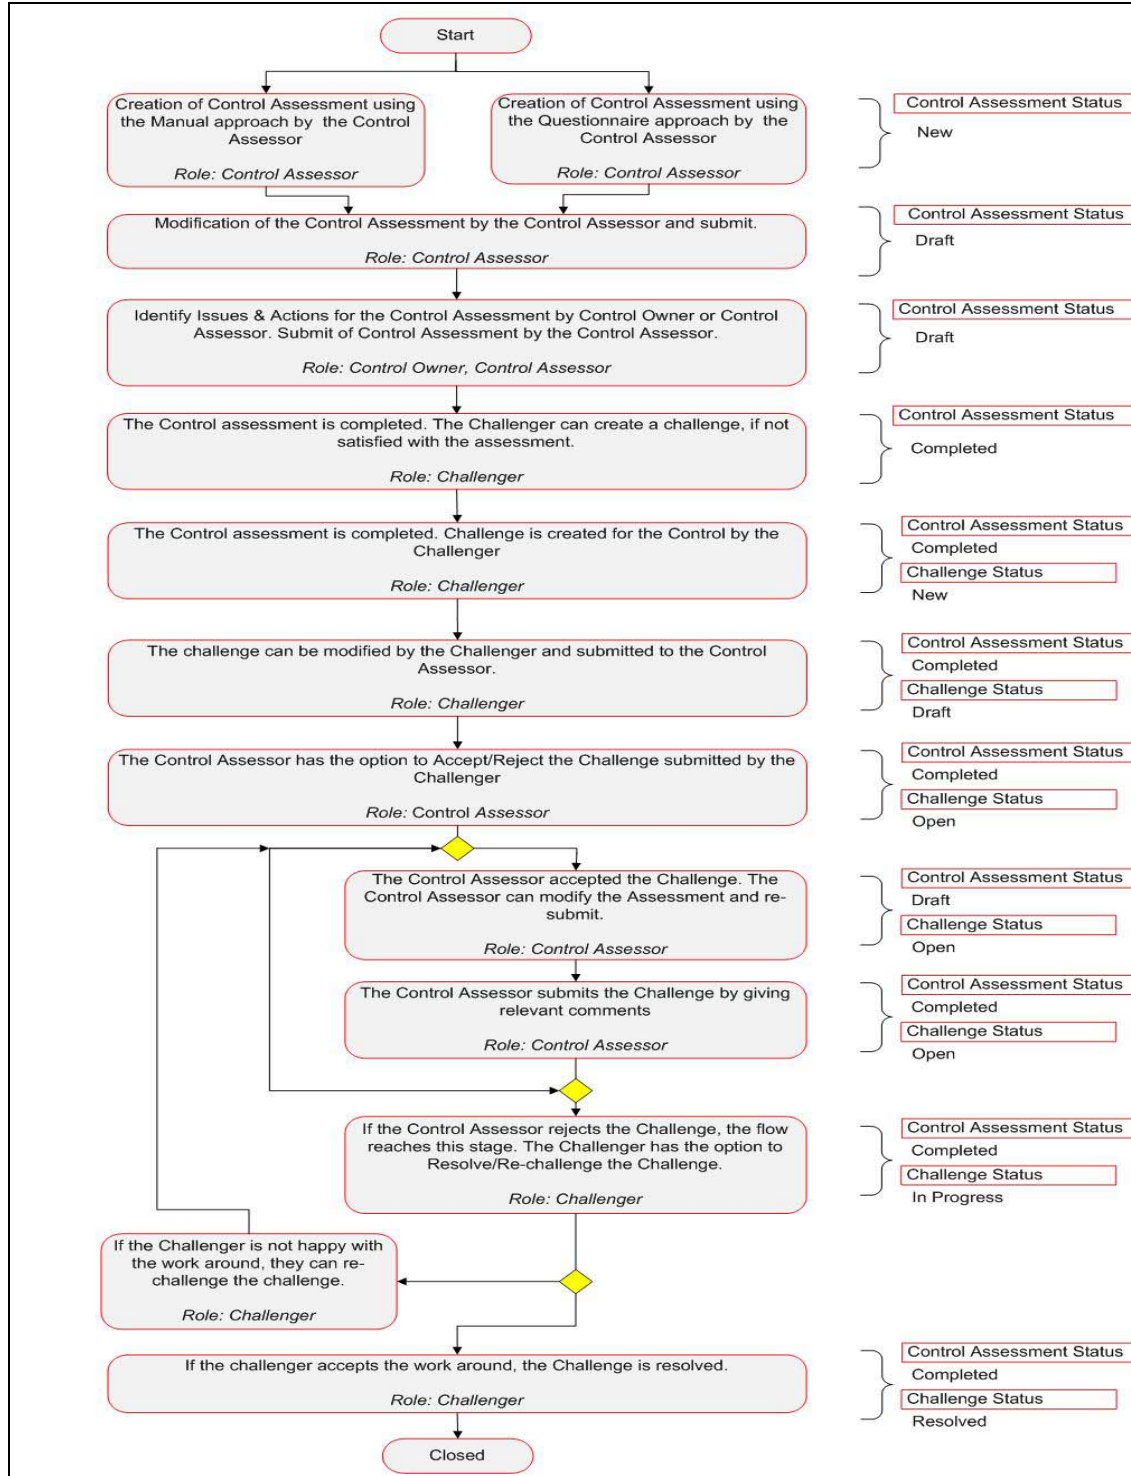 Start
Creation of Control Assessment using
the Manual approach by the Control
Assessor
Role: Control Assessor
Creation of Control Assessment using
the Questionnaire approach by the
Control Assessor
Role: Control Assessor
Control Assessment Status
New
Modification of the Control Assessment by the Control Assessor and submit.
Role: Control Assessor
Control Assessment Status
Draft
Identify Issues & Actions for the Control Assessment by Control Owner or Control
Assessor. Submit of Control Assessment by the Control Assessor.
Role: Control Owner, Control Assessor
Control Assessment Status
Draft
The Control assessment is completed. The Challenger can create a challenge, if not
satisfied with the assessment.
Role: Challenger
Control Assessment Status
Completed
The Control assessment is completed. Challenge is created for the Control by the
Challenger
Role: Challenger
Control Assessment Status
Completed
Challenge Status
New
The challenge can be modified by the Challenger and submitted to the Control
Assessor.
Role: Challenger
Control Assessment Status
Completed
Challenge Status
Draft
The Control Assessor has the option to Accept/Reject the Challenge submitted by the
Challenger
Role: Control Assessor
Control Assessment Status
Completed
Challenge Status
Open
The Control Assessor accepted the Challenge. The
Control Assessor can modify the Assessment and re-
submit.
Role: Control Assessor
Control Assessment Status
Draft
Challenge Status
Open
The Control Assessor submits the Challenge by giving
relevant comments
Role: Control Assessor
Control Assessment Status
Completed
Challenge Status
Open
If the Control Assessor rejects the Challenge, the flow
reaches this stage. The Challenger has the option to
Resolve/Re-challenge the Challenge.
Role: Challenger
Control Assessment Status
Completed
Challenge Status
In Progress
If the Challenger is not happy with
the work around, they can re-
challenge the challenge.
Role: Challenger
If the challenger accepts the work around, the Challenge is resolved.
Role: Challenger
Control Assessment Status
Completed
Challenge Status
Resolved
Closed